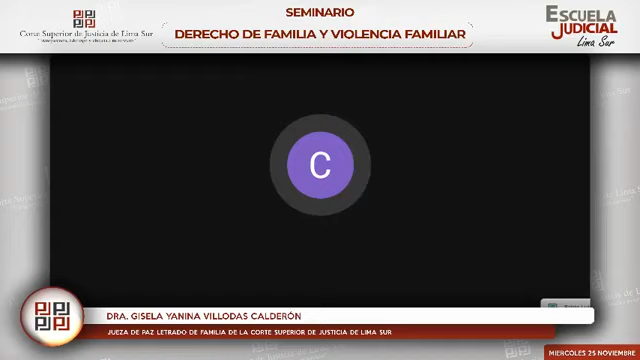 SEMINARIO
DERECHO DE FAMILIA Y VIOLENCIA FAMILIAR
Corte Superior de Justicia de Lima Sur
ESCUELA
JUDICIAL
Lima Sur
C
DRA. GISELA YANINA VILLODAS CALDERÓN
JUEZA DE PAZ LETRADO DE FAMILIA DE LA CORTE SUPERIOR DE JUSTICIA DE LIMA SUR
MIERCOLES 25 NOVIEMBRE